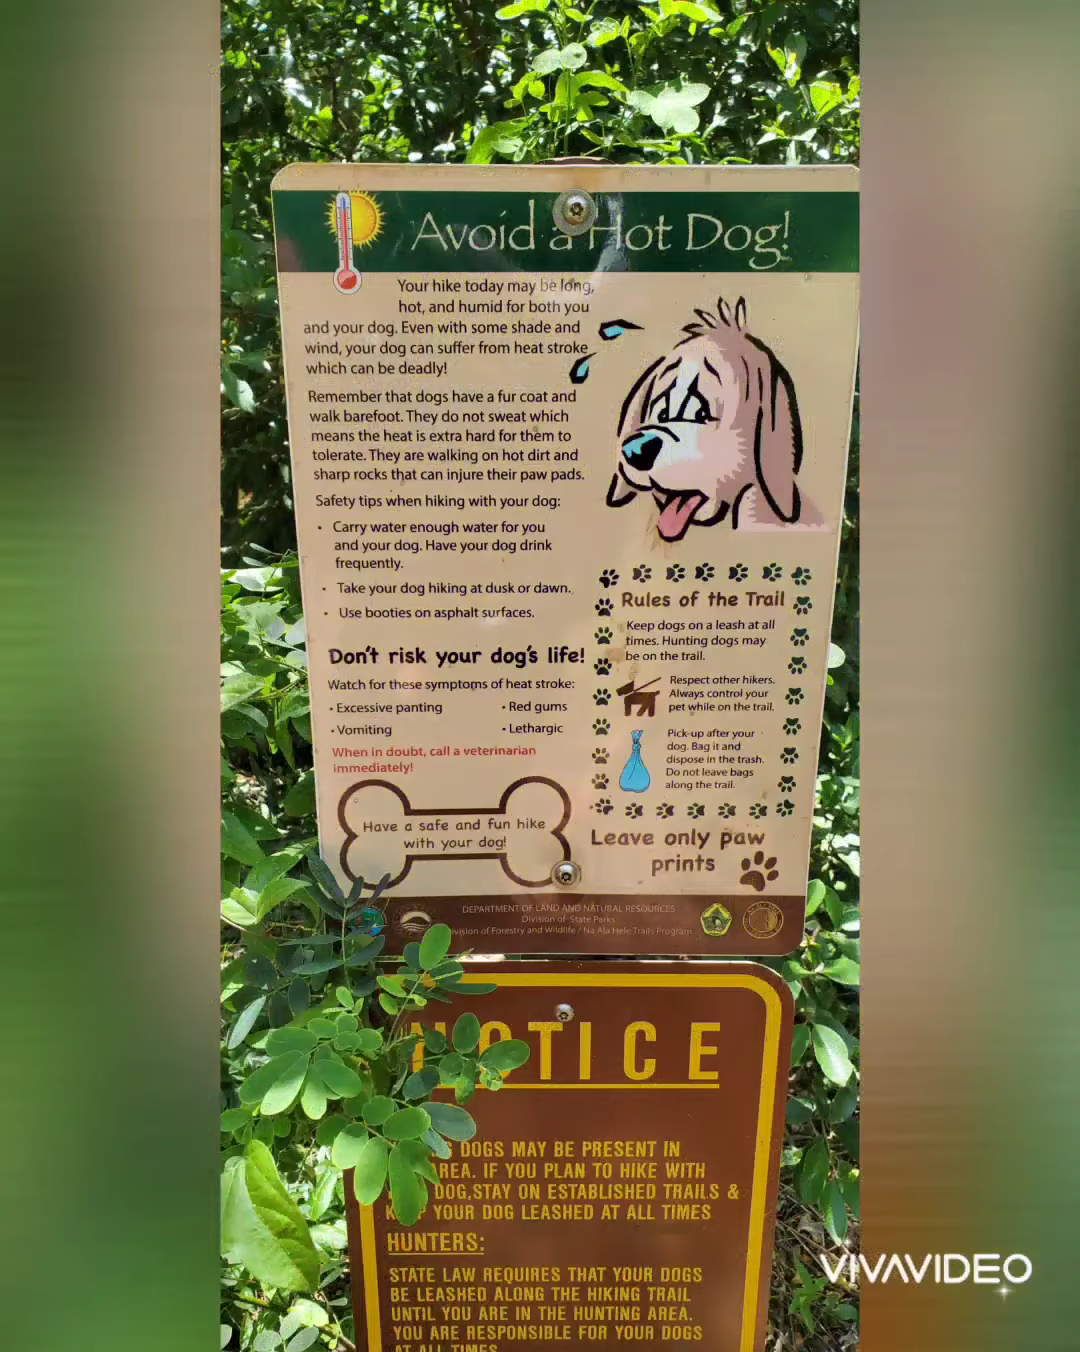 Avoid a Hot Dog!
Your hike today may be long,
hot, and humid for both you
and your dog. Even with some shade and
wind, your dog can suffer from heat stroke
which can be deadly!
Remember that dogs have a fur coat and
walk barefoot. They do not sweat which
means the heat is extra hard for them to
tolerate. They are walking on hot dirt and
sharp rocks that can injure their paw pads.
Safety tips when hiking with your dog:
• Carry water enough water for you
and your dog. Have your dog drink
frequently.
• Take your dog hiking at dusk or dawn.
• Use booties on asphalt surfaces.
Don't risk your dog's life!
Watch for these symptoms of heat stroke:
• Excessive panting
• Red gums
• Vomiting
• Lethargic
When in doubt, call a veterinarian
immediately!
Have a safe and fun hike
with your dog!
Rules of the Trail
Keep dogs on a leash at all
times. Hunting dogs may
be on the trail.
Respect other hikers.
Always control your
pet while on the trail.
Pick-up after your
dog. Bag it and
dispose in the trash.
Do not leave bags
along the trail.
Leave only paw
prints
DEPARTMENT OF LAND AND NATURAL RESOURCES
Division of State Parks
Division of Forestry and Wildlife / Na Ala Hele Trails Program
NOTICE
DOGS MAY BE PRESENT IN
AREA. IF YOU PLAN TO HIKE WITH
DOG, STAY ON ESTABLISHED TRAILS &
KEEP YOUR DOG LEASHED AT ALL TIMES
HUNTERS:
STATE LAW REQUIRES THAT YOUR DOGS
BE LEASHED ALONG THE HIKING TRAIL
UNTIL YOU ARE IN THE HUNTING AREA.
YOU ARE RESPONSIBLE FOR YOUR DOGS
AT ALL TIMES
VIVAVIDEO